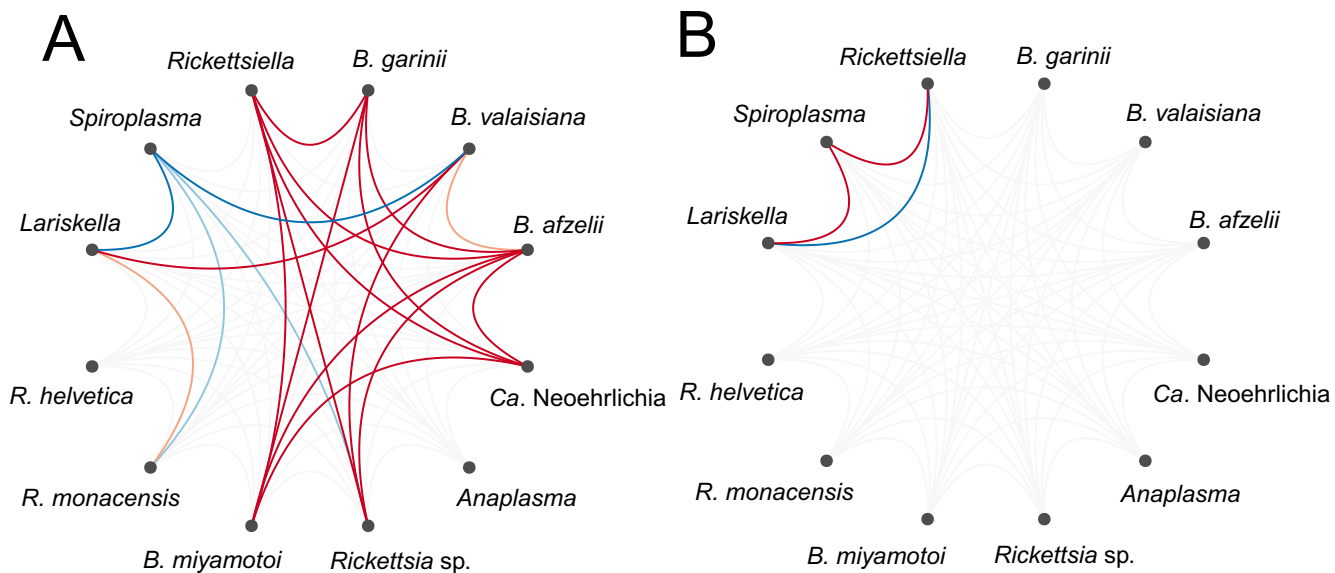 A
Rickettsiella
B. garinii
Spiroplasma
B. valaisiana
Lariskella
B. afzelii
R. helvetica
Ca. Neoehrlichia
R. monacensis
Anaplasma
B. miyamotoi
Rickettsia sp.
B
Rickettsiella
B. garinii
Spiroplasma
B. valaisiana
Lariskella
B. afzelii
R. helvetica
Ca. Neoehrlichia
R. monacensis
Anaplasma
B. miyamotoi
Rickettsia sp.